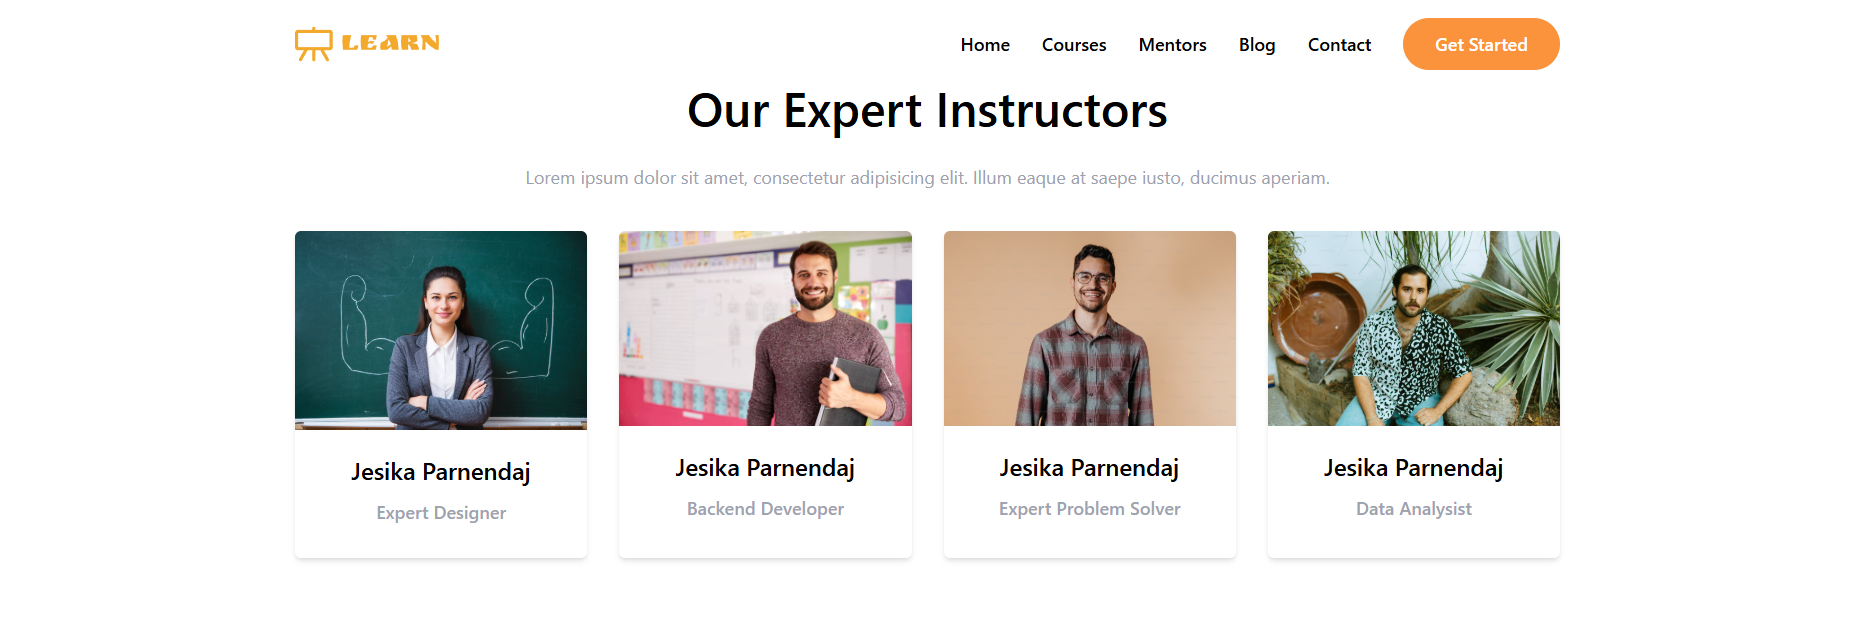 LEARN Home Courses Mentors Blog Contact Get Started
Our Expert Instructors
Lorem ipsum dolor sit amet, consectetur adipisicing elit. Illum eaque at saepe iusto, ducimus aperiam.
Jesika Parnendaj
Expert Designer
Jesika Parnendaj
Backend Developer
Jesika Parnendaj
Expert Problem Solver
Jesika Parnendaj
Data Analysist